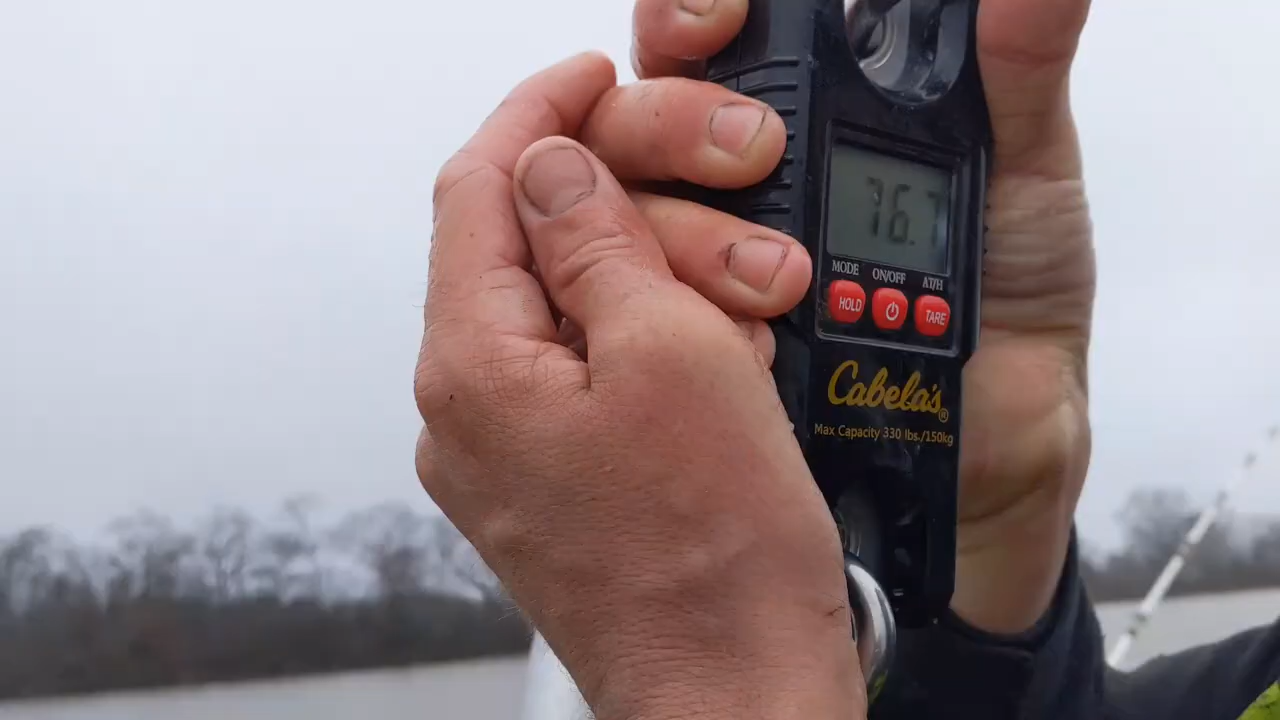 76.7
MODE ON/OFF AT/H
HOLD TARE
Cabela's®
Max Capacity 330 lbs./150kg